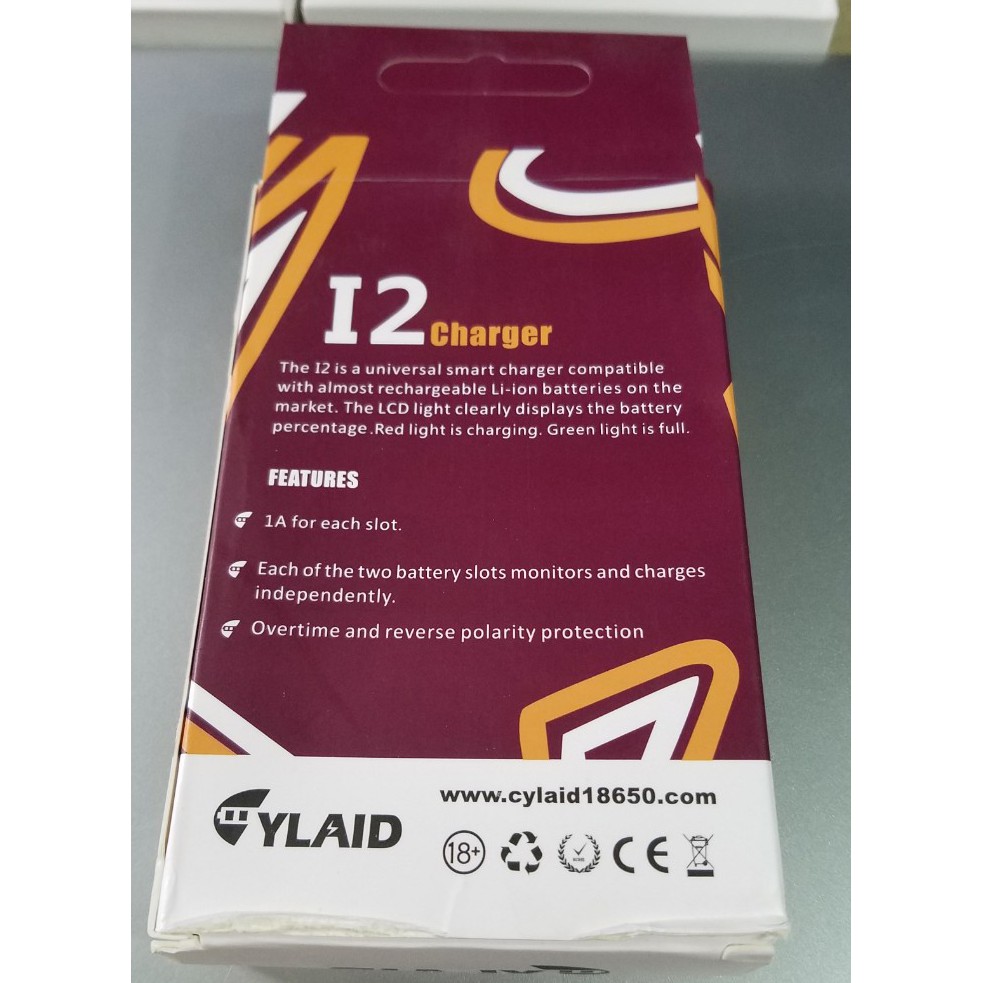 I2 Charger
The I2 is a universal smart charger compatible
with almost rechargeable Li-ion batteries on the
market. The LCD light clearly displays the battery
percentage .Red light is charging. Green light is full.
FEATURES
1A for each slot.
Each of the two battery slots monitors and charges
independently.
Overtime and reverse polarity protection
www.cylaid18650.com
CYLAID
18+
CE